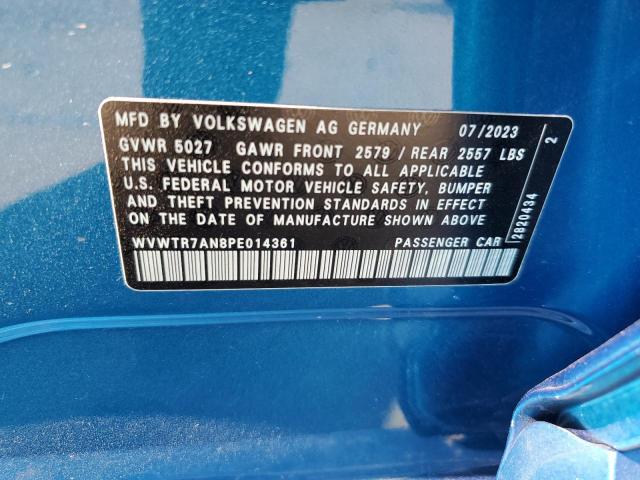 MFD BY VOLKSWAGEN AG GERMANY 07/2023
GVWR 5027 GAWR FRONT 2579 / REAR 2557 LBS
THIS VEHICLE CONFORMS TO ALL APPLICABLE
U.S. FEDERAL MOTOR VEHICLE SAFETY, BUMPER
AND THEFT PREVENTION STANDARDS IN EFFECT
ON THE DATE OF MANUFACTURE SHOWN ABOVE
WVWTR7AN8PE014361 PASSENGER CAR
2820434 2